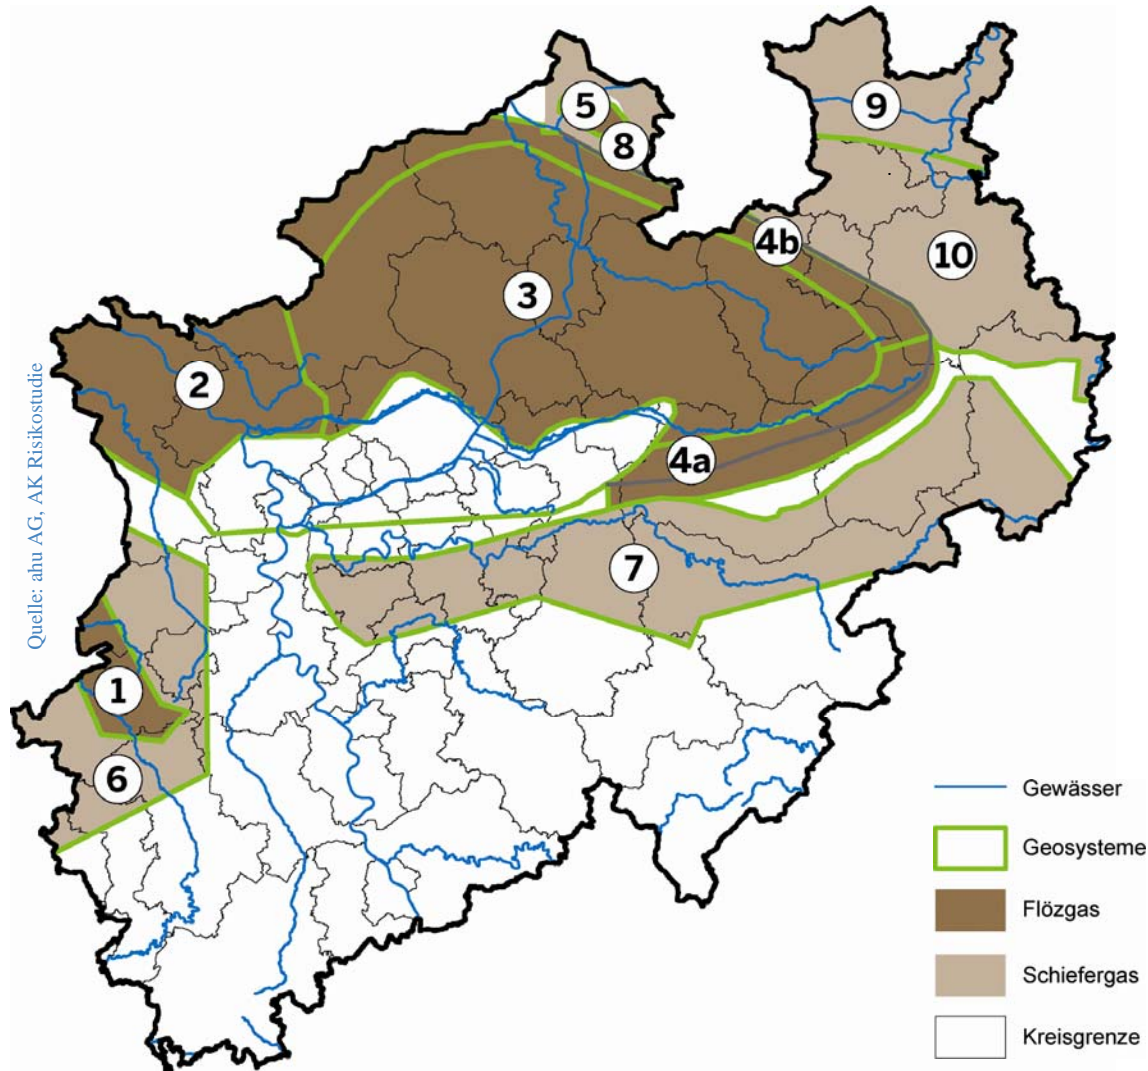 5
9
8
4b
10
3
2
4a
7
1
6
Quelle: ahu AG, AK Risikostudie
Gewässer
Geosysteme
Flözgas
Schiefergas
Kreisgrenze